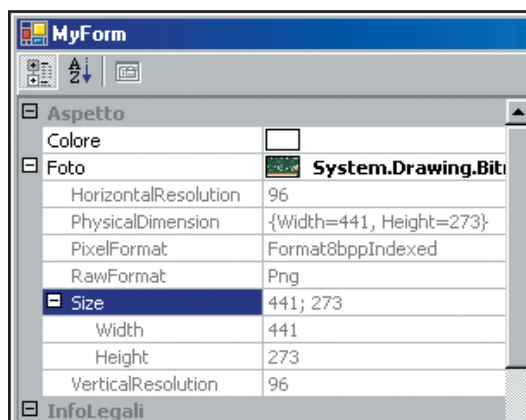 MyForm
A
Z
Aspetto
Colore
Foto System.Drawing.Bit
HorizontalResolution 96
PhysicalDimension {Width=441, Height=273}
PixelFormat Format8bppIndexed
RawFormat Png
Size 441; 273
Width 441
Height 273
VerticalResolution 96
InfoLegali